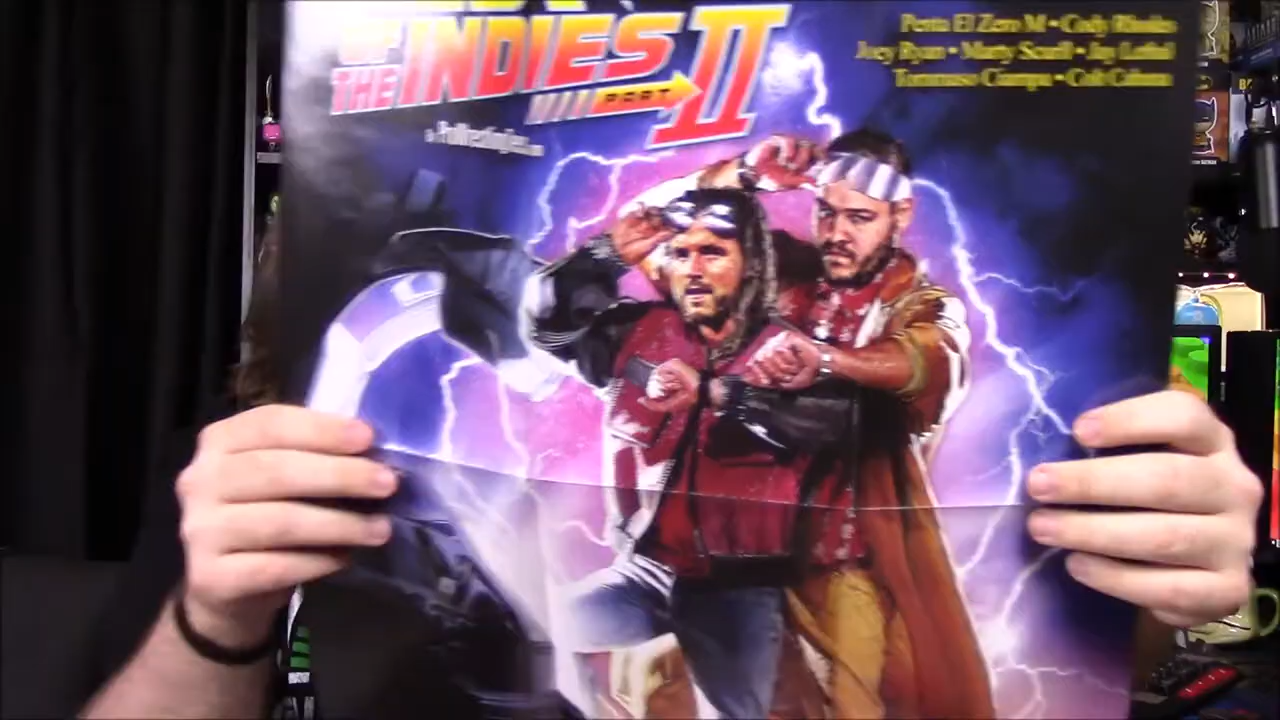 OF
THE INDIES
PART II
Penta El Zero M • Cody Rhodes
Joey Ryan • Marty Scurll • Jay Lethal
Tommaso Ciampa • Colt Cabana